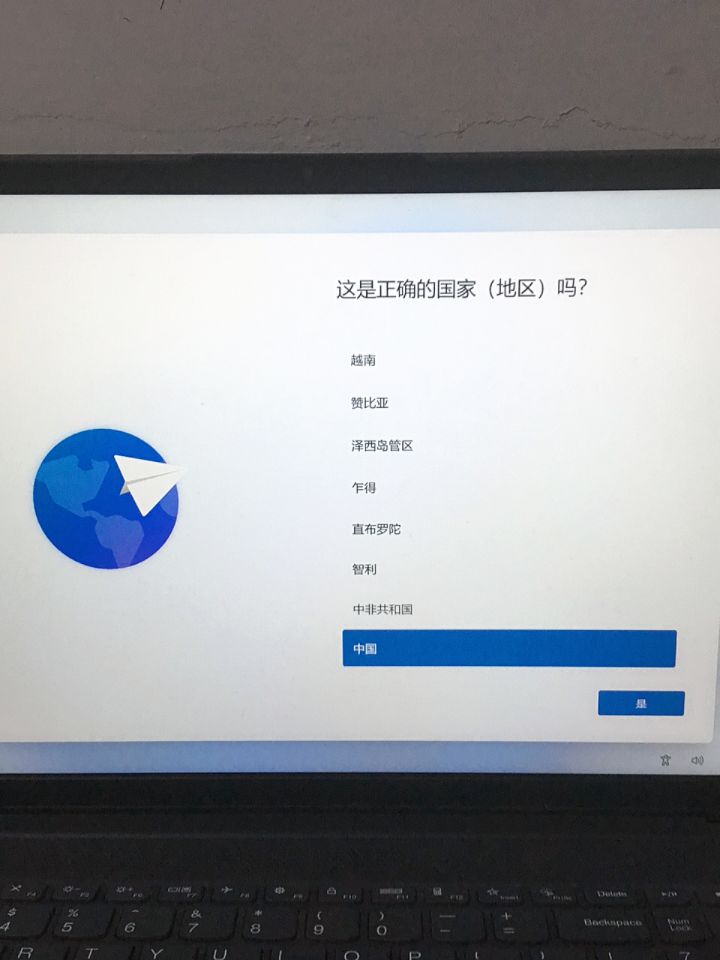 这是正确的国家（地区）吗？
越南
赞比亚
泽西岛管区
乍得
直布罗陀
智利
中非共和国
中国
是
F4 F5 F6 F7 F8 F9 F10 F11 F12 Insert PrtSc Delete
$ % ^ & * ( ) — +
4 5 6 7 8 9 0 - = Backspace Num Lock
R T Y U I O P 7